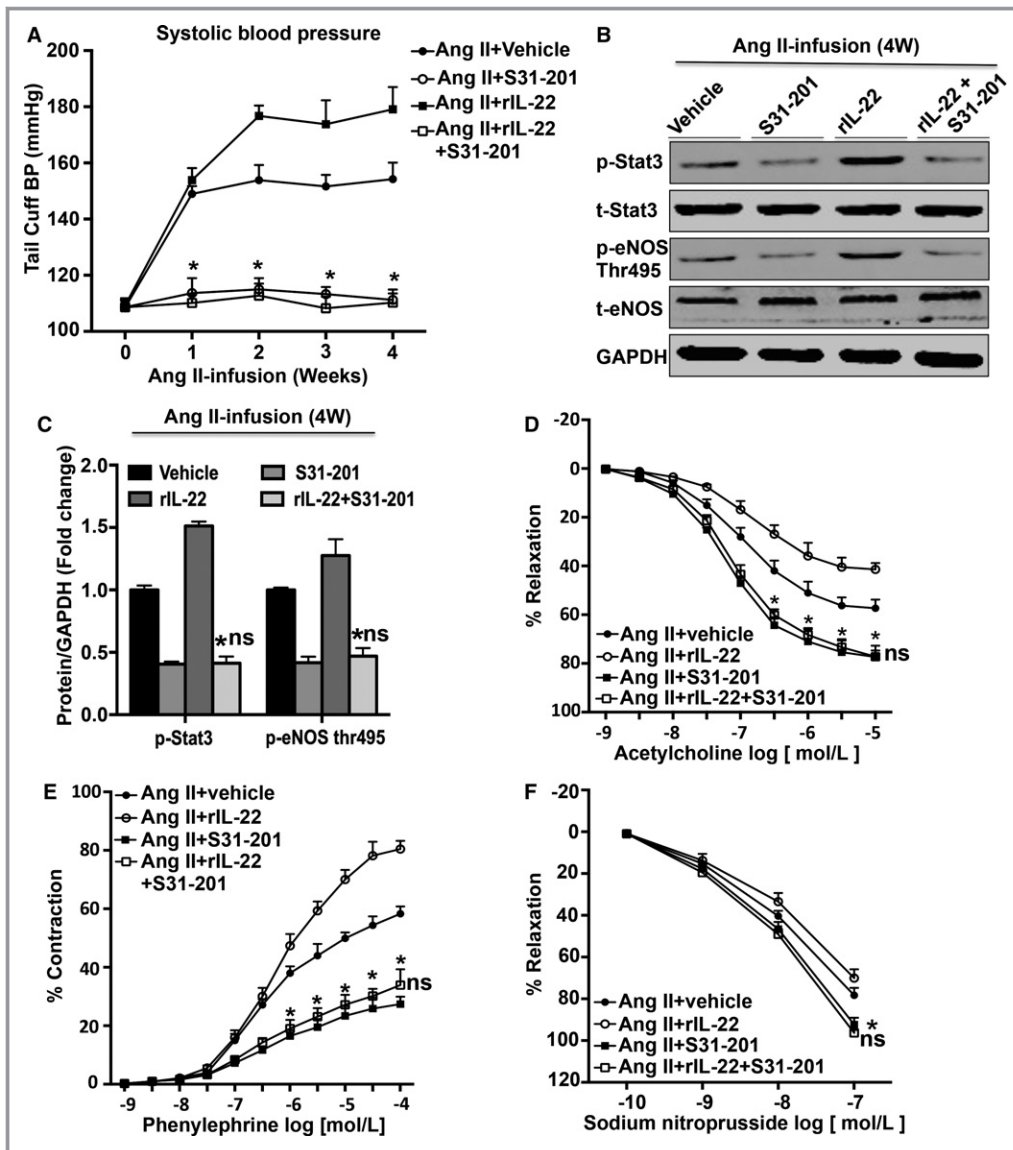 A
Systolic blood pressure
200
180
160
140
120
100
Tail Cuff BP (mmHg)
Ang II+Vehicle
Ang II+S31-201
Ang II+rIL-22
Ang II+rIL-22
+S31-201
* * * *
0 1 2 3 4
Ang II-infusion (Weeks)
B
Ang II-infusion (4W)
Vehicle
S31-201
rIL-22
rIL-22 +
S31-201
p-Stat3
t-Stat3
p-eNOS
Thr495
t-eNOS
GAPDH
C
Ang II-infusion (4W)
Vehicle
S31-201
rIL-22
rIL-22+S31-201
2.0
1.5
1.0
0.5
0.0
Protein/GAPDH (Fold change)
*ns
*ns
p-Stat3
p-eNOS thr495
D
-20
0
20
40
60
80
100
% Relaxation
* * * *
ns
Ang II+vehicle
Ang II+rIL-22
Ang II+S31-201
Ang II+rIL-22+S31-201
-9 -8 -7 -6 -5
Acetylcholine log [ mol/L ]
E
100
80
60
40
20
0
% Contraction
Ang II+vehicle
Ang II+rIL-22
Ang II+S31-201
Ang II+rIL-22
+S31-201
* * * * *
ns
-9 -8 -7 -6 -5 -4
Phenylephrine log [mol/L]
F
-20
0
20
40
60
80
100
120
% Relaxation
*
ns
Ang II+vehicle
Ang II+rIL-22
Ang II+S31-201
Ang II+rIL-22+S31-201
-10 -9 -8 -7
Sodium nitroprusside log [ mol/L ]